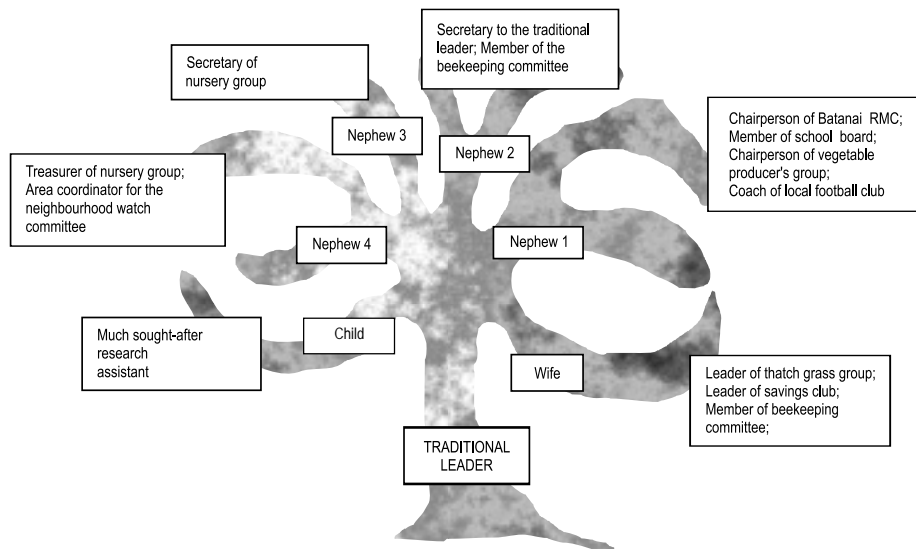 Secretary to the traditional
leader; Member of the
beekeeping committee
Secretary of
nursery group
Chairperson of Batanai RMC;
Member of school board;
Chairperson of vegetable
producer's group;
Coach of local football club
Nephew 3
Nephew 2
Treasurer of nursery group;
Area coordinator for the
neighbourhood watch
committee
Nephew 4
Nephew 1
Much sought-after
research
assistant
Child
Wife
Leader of thatch grass group;
Leader of savings club;
Member of beekeeping
committee;
TRADITIONAL
LEADER